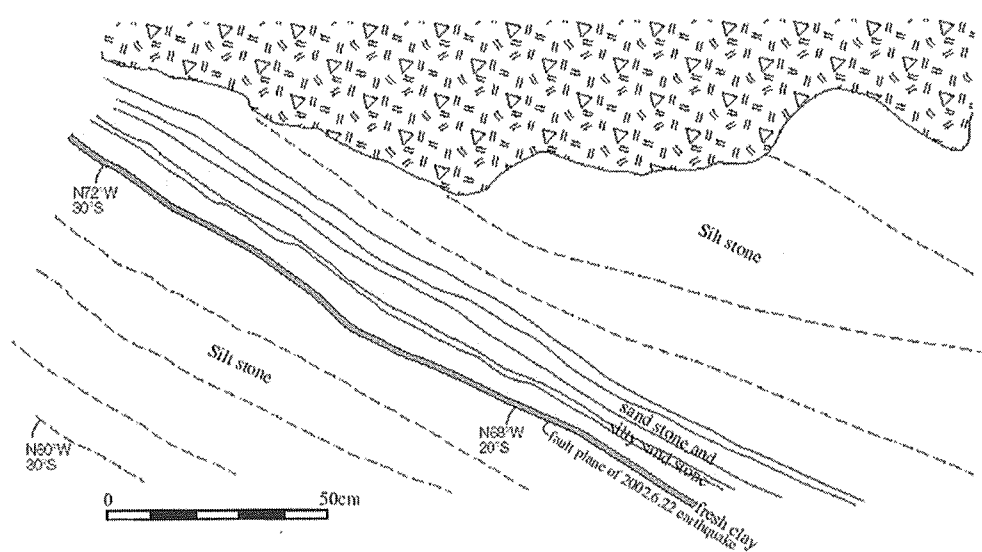 N72°W
30°S
Silt stone
Silt stone
sand stone and
silty sand stone
N68°W
20°S
fault plane of 2002.6.22 earthquake
fresh clay
N60°W
30°S
0
50cm